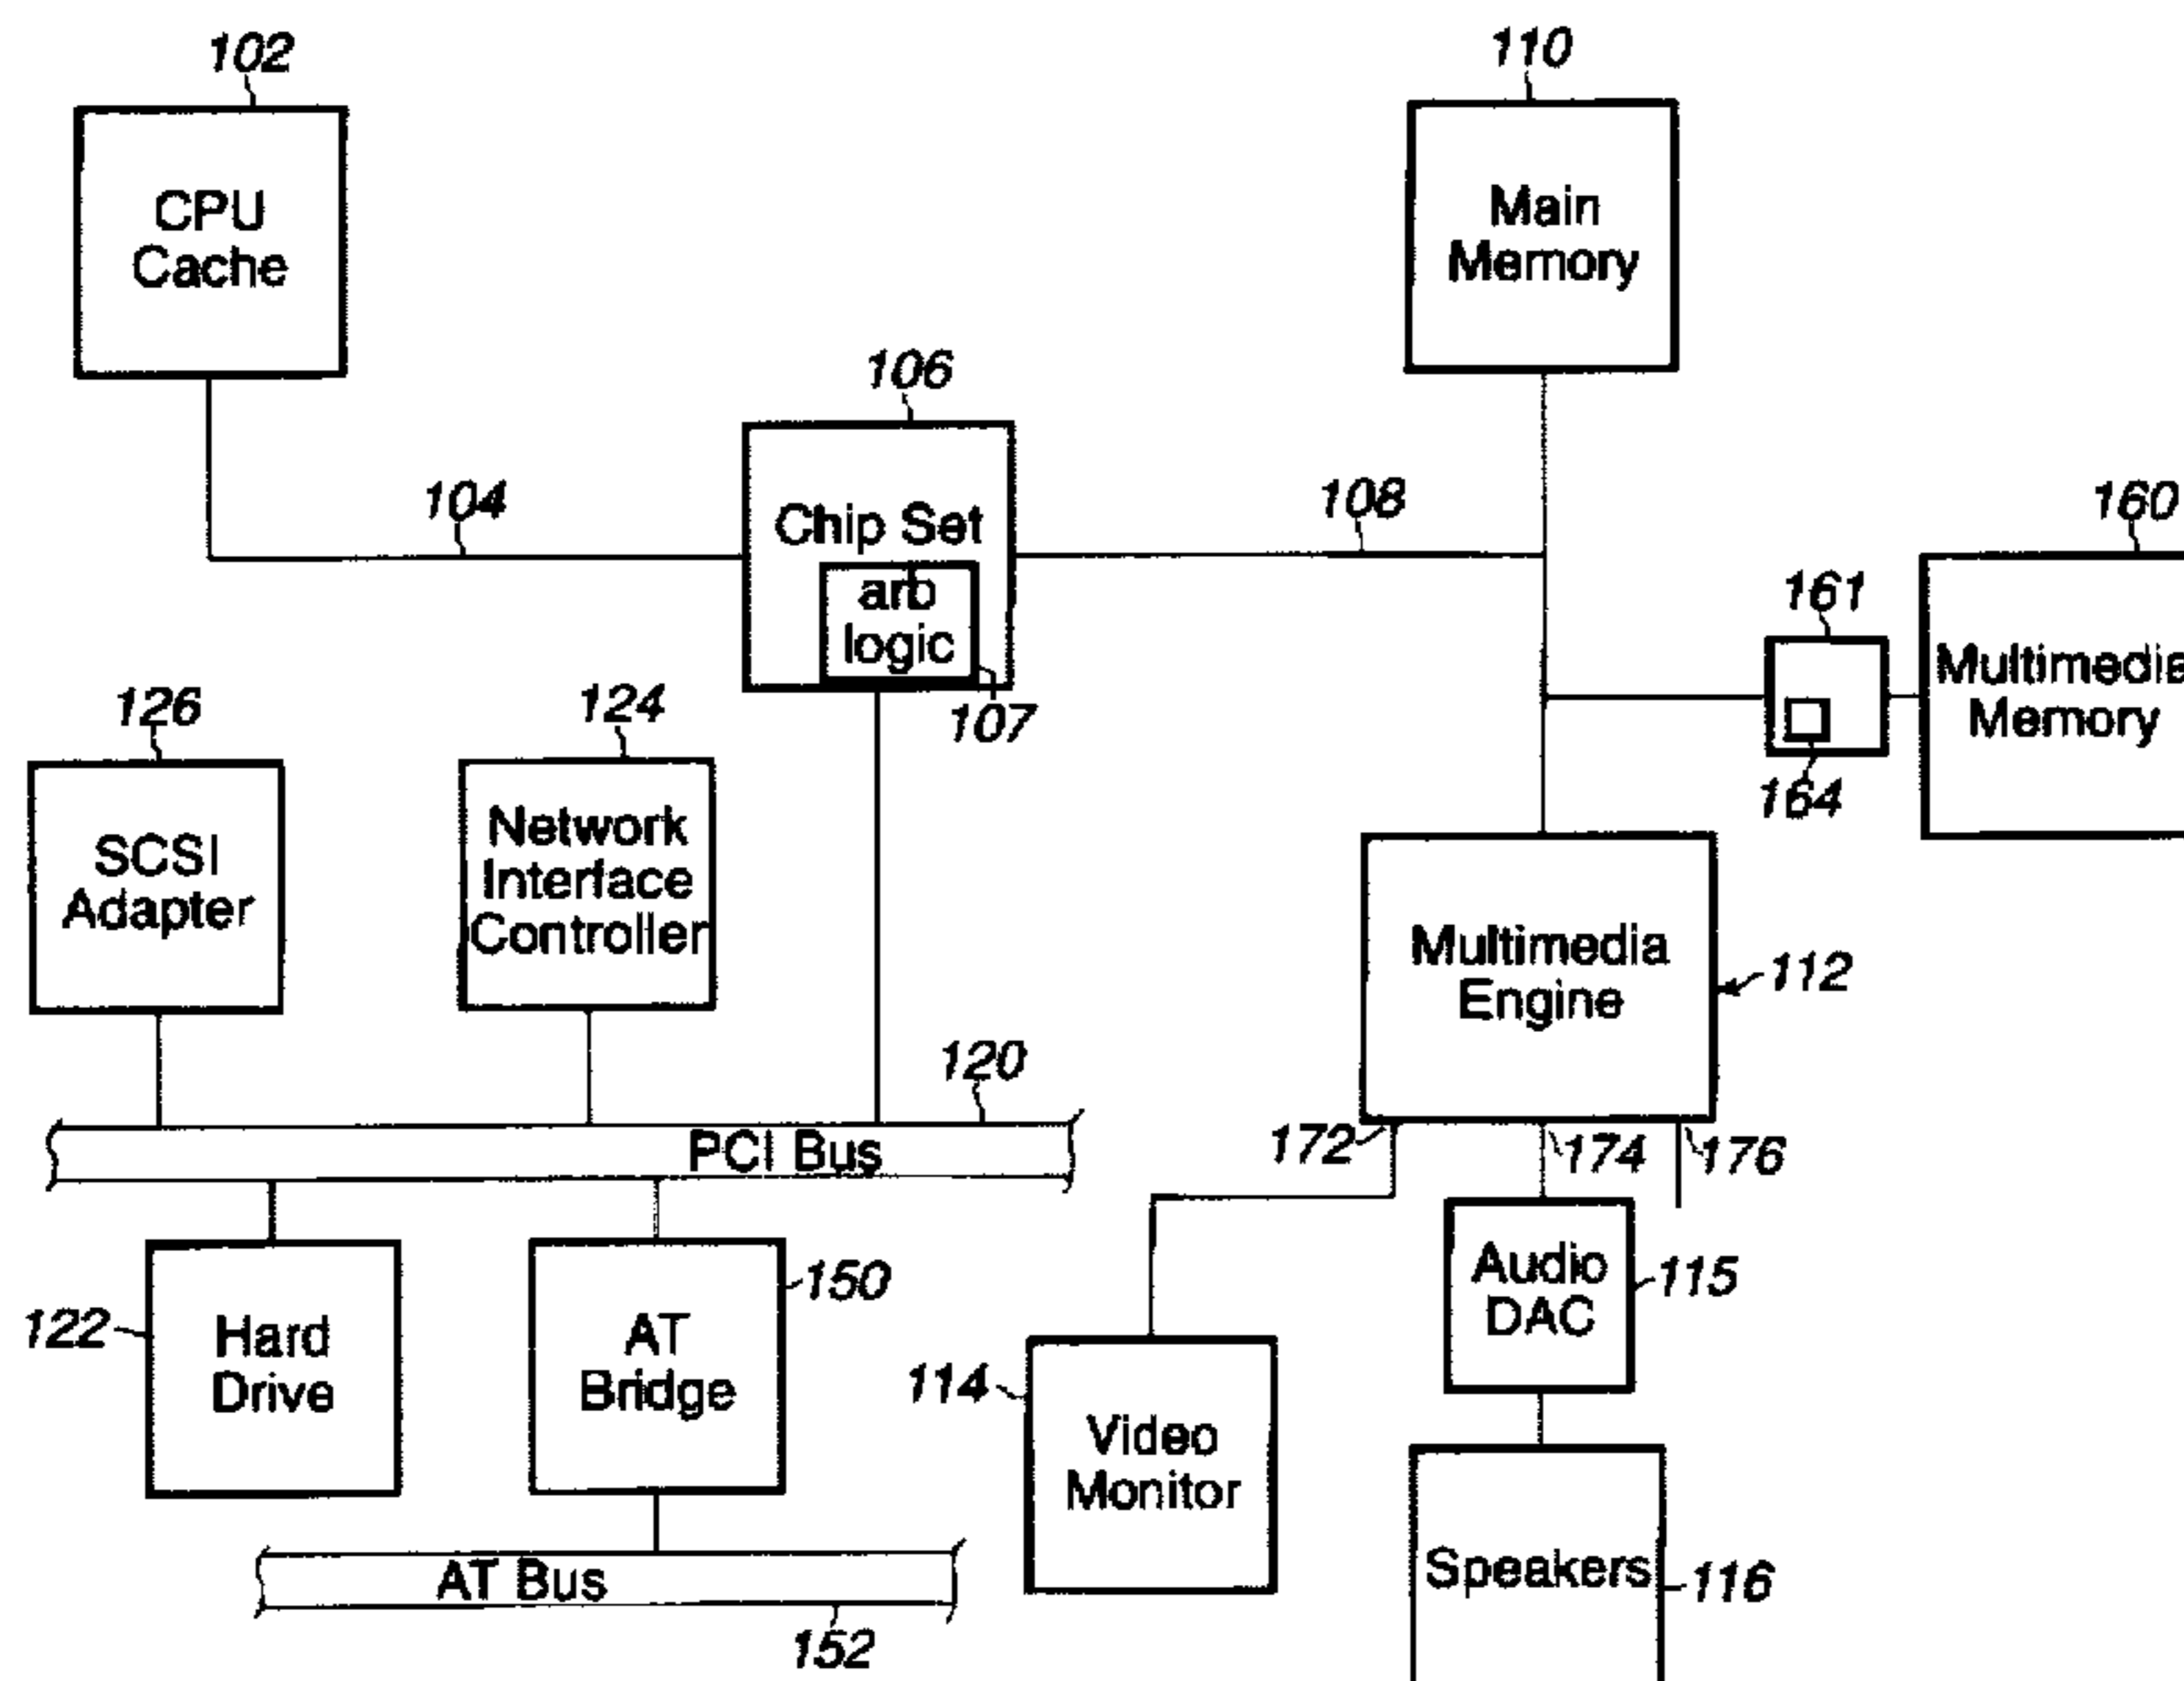 102
110
CPU
Cache
Main
Memory
106
104
Chip Set
108
160
arb
logic
161
107
Multimedia
Memory
164
126
124
SCSI
Adapter
Network
Interface
Controller
Multimedia
Engine
112
120
PCI Bus
172
174
176
122
Hard
Drive
AT
Bridge
150
Audio
DAC
115
114
Video
Monitor
AT Bus
152
Speakers
116